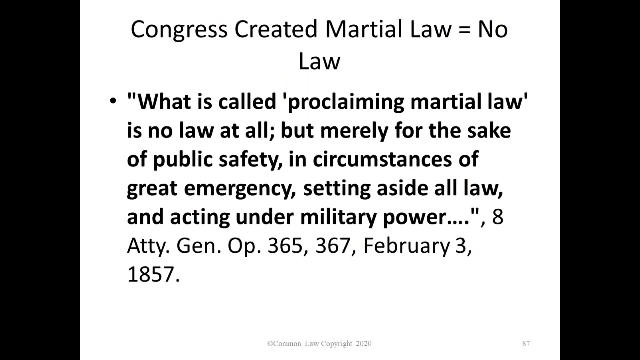 Congress Created Martial Law = No
Law
• "What is called 'proclaiming martial law'
is no law at all; but merely for the sake
of public safety, in circumstances of
great emergency, setting aside all law,
and acting under military power….", 8
Atty. Gen. Op. 365, 367, February 3,
1857.
©Common Law Copyright 2020
67